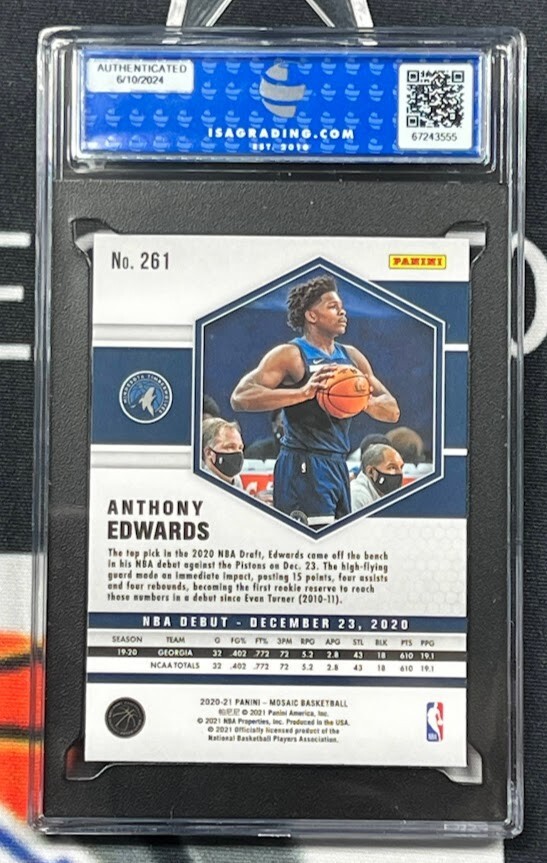 AUTHENTICATED
6/10/2024
ISAGRADING.COM
EST. 2010
67243555
No. 261
PANINI
MINNESOTA TIMBERWOLVES
ANTHONY
EDWARDS
The top pick in the 2020 NBA Draft, Edwards came off the bench
in his NBA debut against the Pistons on Dec. 23. The high-flying
guard made an immediate impact, posting 15 points, four assists
and four rebounds, becoming the first rookie reserve to reach
those numbers in a debut since Evan Turner (2010-11).
NBA DEBUT - DECEMBER 23, 2020
SEASON TEAM G FG% FT% 3PM RPG APG STL BLK PTS PPG
19-20 GEORGIA 32 .402 .772 72 5.2 2.8 43 18 610 19.1
NCAA TOTALS 32 .402 .772 72 5.2 2.8 43 18 610 19.1
2020-21 PANINI – MOSAIC BASKETBALL
帕尼尼 © 2021 Panini America, Inc.
© 2021 NBA Properties, Inc. Produced in the USA.
© 2021 Officially licensed product of the
National Basketball Players Association.